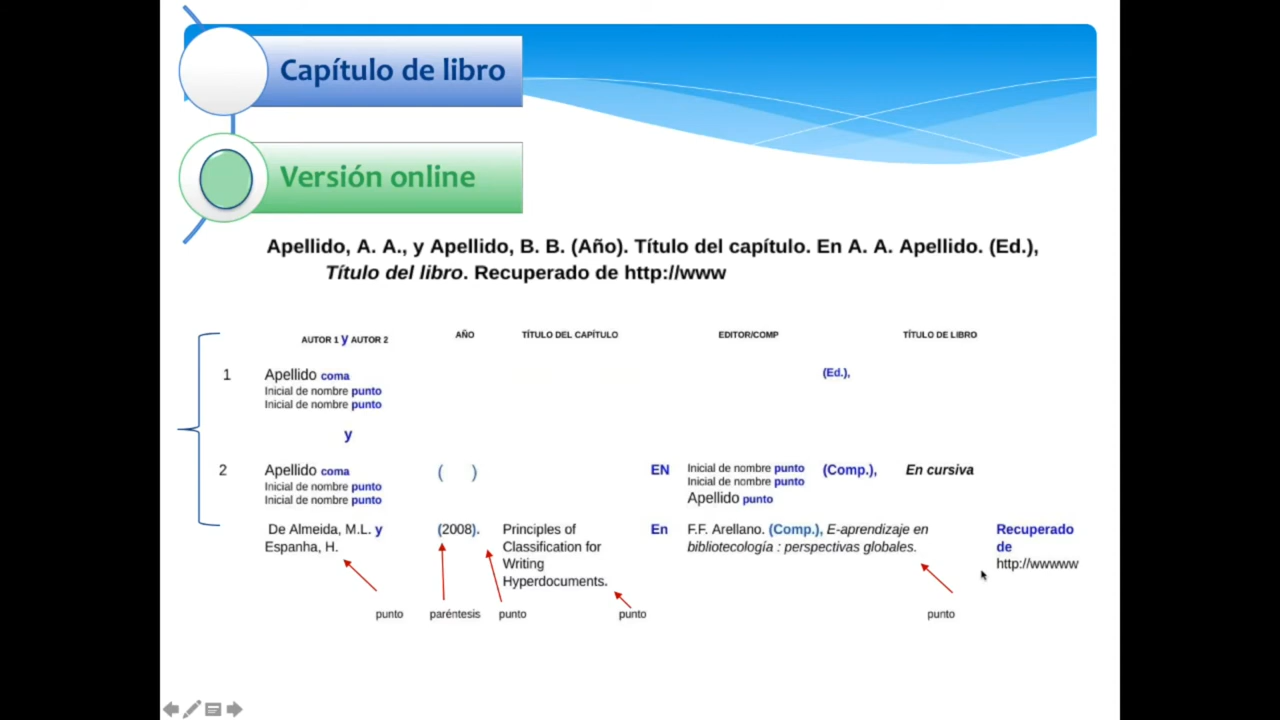 Capítulo de libro
Versión online
Apellido, A. A., y Apellido, B. B. (Año). Título del capítulo. En A. A. Apellido. (Ed.),
Título del libro. Recuperado de http://www
AUTOR 1 y AUTOR 2
AÑO
TÍTULO DEL CAPÍTULO
EDITOR/COMP
TÍTULO DE LIBRO
1
Apellido coma
Inicial de nombre punto
Inicial de nombre punto
(Ed.),
y
2
Apellido coma
Inicial de nombre punto
Inicial de nombre punto
( )
EN
Inicial de nombre punto
Inicial de nombre punto
Apellido punto
(Comp.),
En cursiva
De Almeida, M.L. y
Espanha, H.
(2008).
Principles of
Classification for
Writing
Hyperdocuments.
En
F.F. Arellano. (Comp.), E-aprendizaje en
bibliotecología : perspectivas globales.
Recuperado
de
http://wwwww
punto
paréntesis
punto
punto
punto